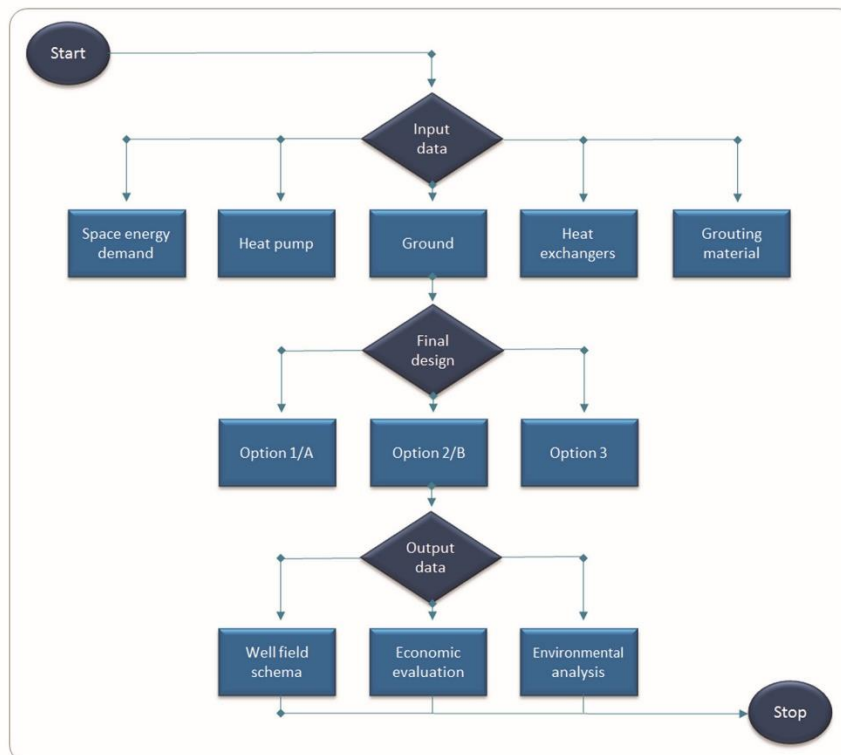 Start
Input
data
Space energy
demand
Heat pump
Ground
Heat
exchangers
Grouting
material
Final
design
Option 1/A
Option 2/B
Option 3
Output
data
Well field
schema
Economic
evaluation
Environmental
analysis
Stop